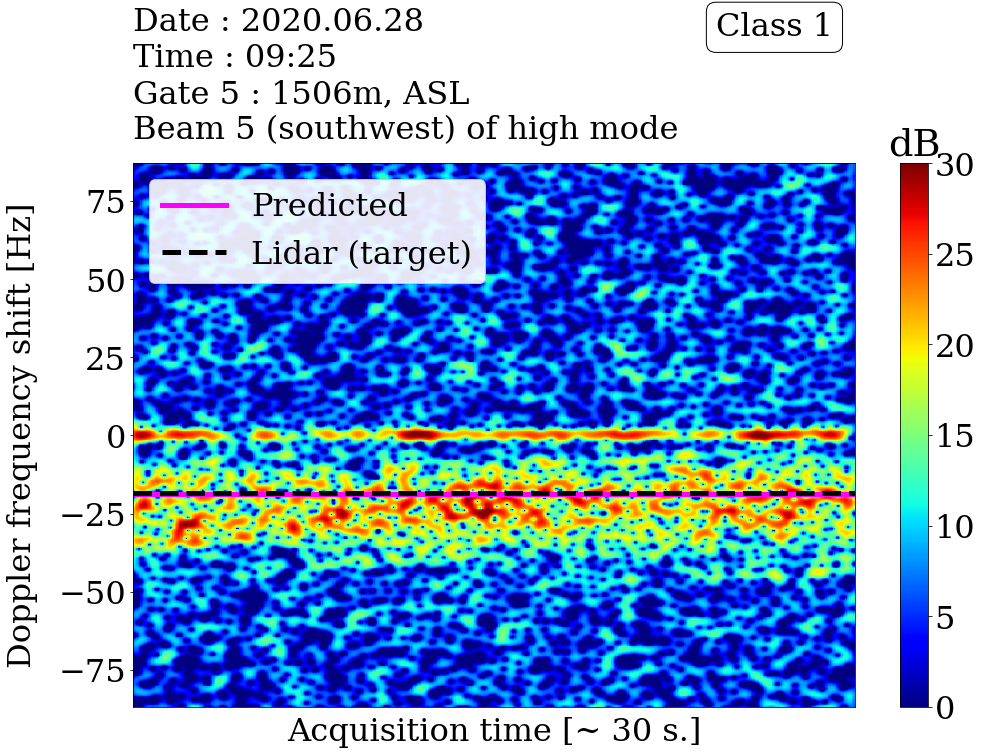 Date : 2020.06.28
Class 1
Time : 09:25
Gate 5 : 1506m, ASL
Beam 5 (southwest) of high mode
dB
Predicted
Lidar (target)
Doppler frequency shift [Hz]
75
50
25
0
−25
−50
−75
Acquisition time [~ 30 s.]
30
25
20
15
10
5
0